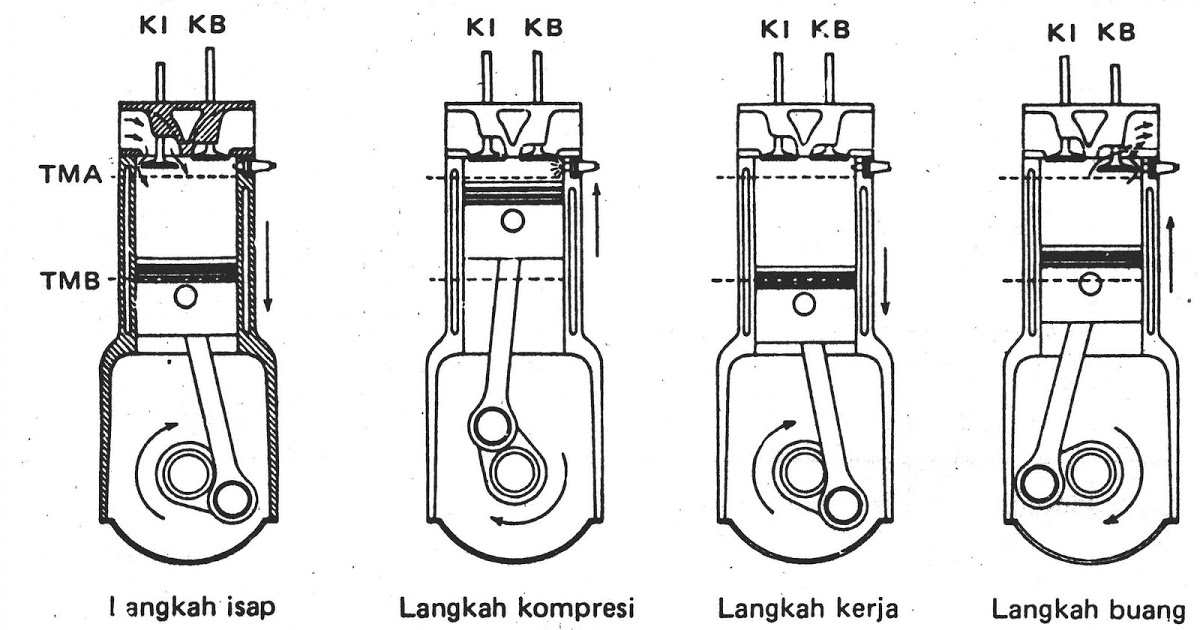 KI KB
KI KB
KI KB
KI KB
TMA
TMB
Langkah isap
Langkah kompresi
Langkah kerja
Langkah buang